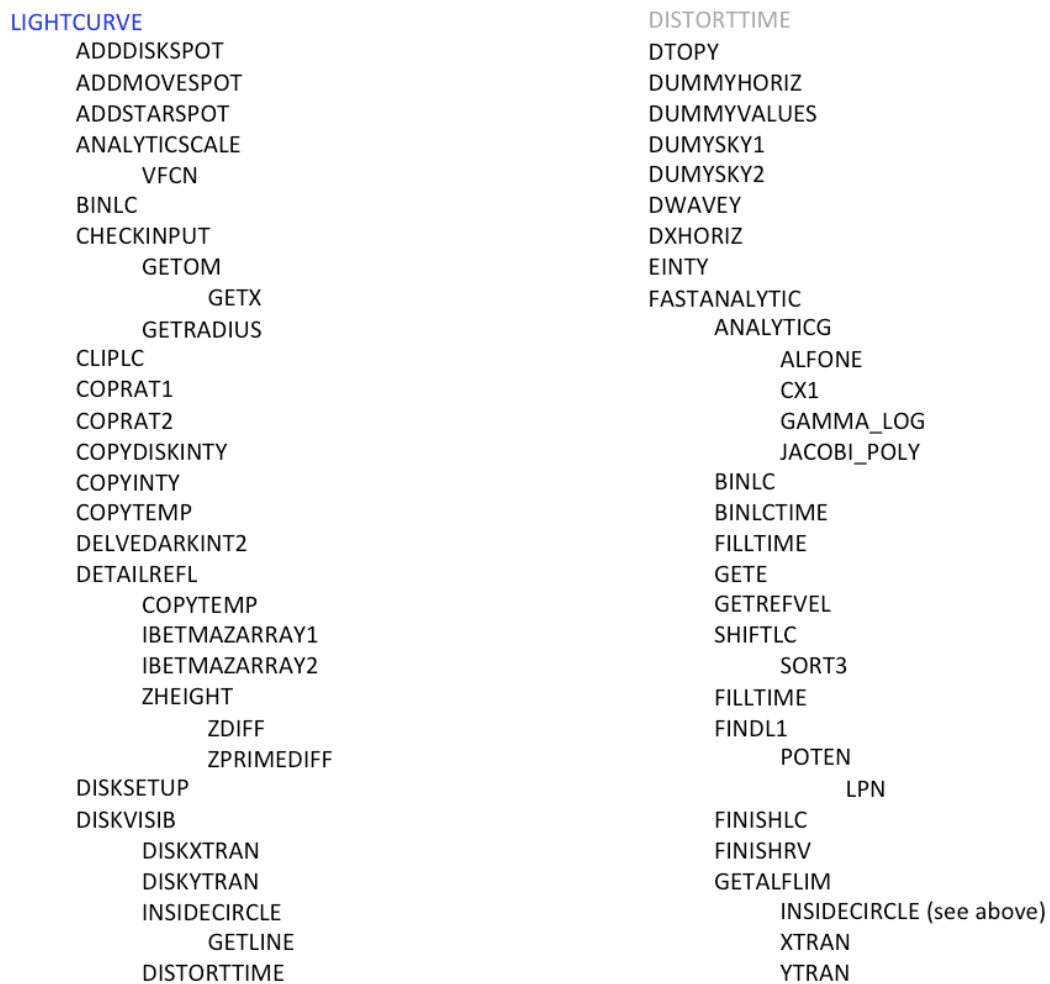 LIGHTCURVE
ADDDISKSPOT
ADDMOVESPOT
ADDSTARSPOT
ANALYTICSCALE
VFCN
BINLC
CHECKINPUT
GETOM
GETX
GETRADIUS
CLIPLC
COPRAT1
COPRAT2
COPYDISKINTY
COPYINTY
COPYTEMP
DELVEDARKINT2
DETAILREFL
COPYTEMP
IBETMAZARRAY1
IBETMAZARRAY2
ZHEIGHT
ZDIFF
ZPRIMEDIFF
DISKSETUP
DISKVISIB
DISKXTRAN
DISKYTRAN
INSIDECIRCLE
GETLINE
DISTORTTIME
DISTORTTIME
DTOPY
DUMMYHORIZ
DUMMYVALUES
DUMYSKY1
DUMYSKY2
DWAVEY
DXHORIZ
EINTY
FASTANALYTIC
ANALYTICG
ALFONE
CX1
GAMMA_LOG
JACOBI_POLY
BINLC
BINLCTIME
FILLTIME
GETE
GETREFVEL
SHIFTLC
SORT3
FILLTIME
FINDL1
POTEN
LPN
FINISHLC
FINISHRV
GETALFLIM
INSIDECIRCLE (see above)
XTRAN
YTRAN